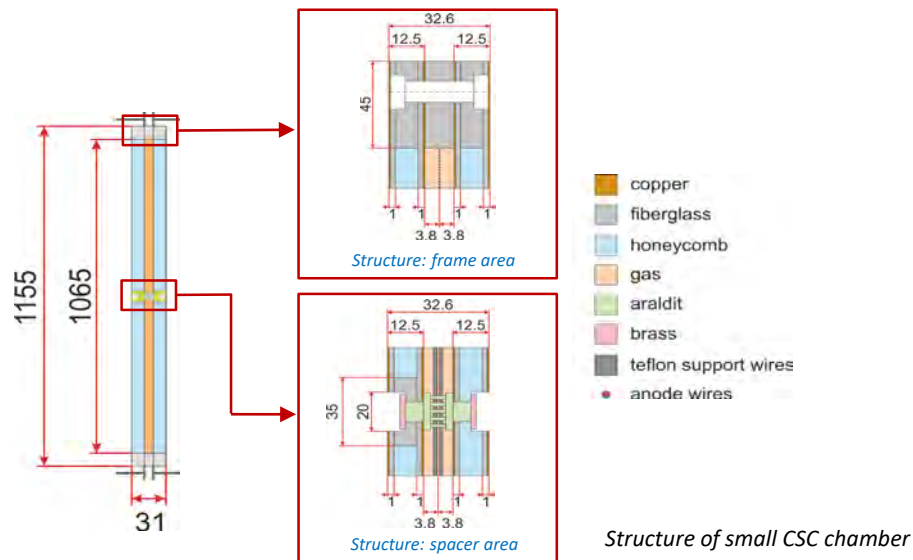 32.6
12.5
12.5
45
1
1
1
1
3.8
3.8
Structure: frame area
1155
1065
31
32.6
12.5
12.5
35
20
1
1
1
1
3.8
3.8
Structure: spacer area
copper
fiberglass
honeycomb
gas
araldit
brass
teflon support wires
anode wires
Structure of small CSC chamber